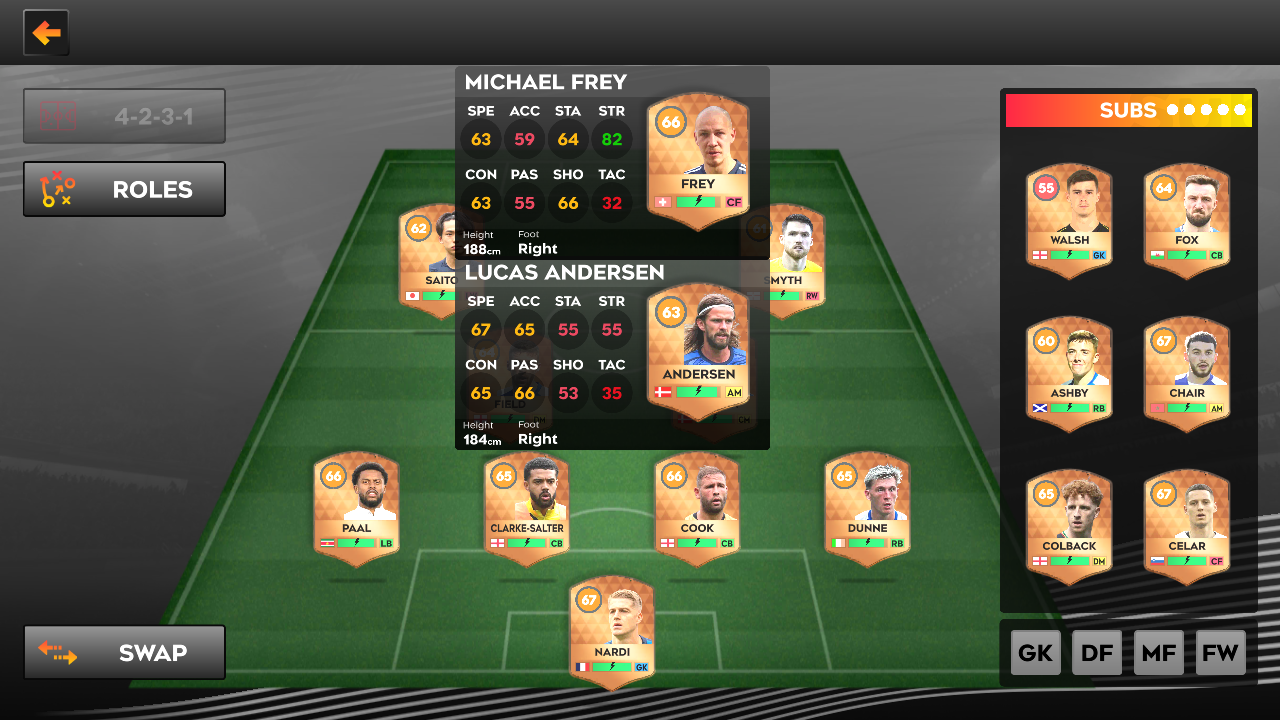 4-2-3-1
ROLES
MICHAEL FREY
SPE ACC STA STR
63 59 64 82
CON PAS SHO TAC
63 55 66 32
Height Foot
188cm Right
66
FREY
CF
LUCAS ANDERSEN
SPE ACC STA STR
67 65 55 55
CON PAS SHO TAC
65 66 53 35
Height Foot
184cm Right
63
ANDERSEN
AM
62
SAITO
61
SMYTH
RW
FIELD
DM
CM
66
PAAL
LB
65
CLARKE-SALTER
CB
66
COOK
CB
65
DUNNE
RB
67
NARDI
GK
SUBS
55
WALSH
GK
64
FOX
CB
60
ASHBY
RB
67
CHAIR
AM
65
COLBACK
DM
67
CELAR
CF
SWAP
GK DF MF FW